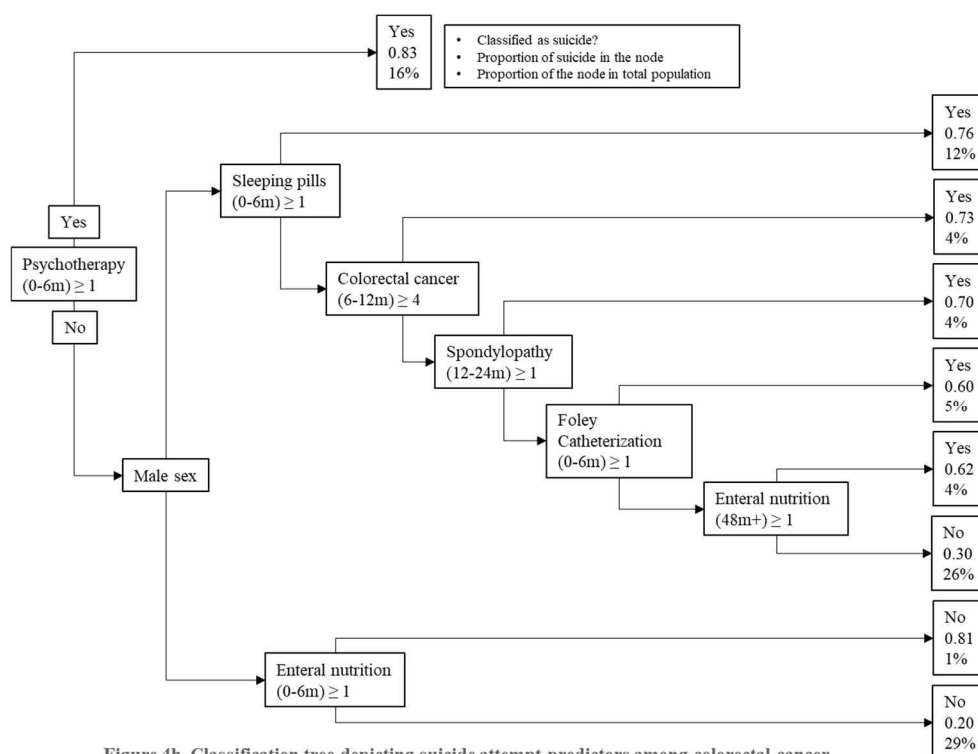 Yes
0.83
16%
• Classified as suicide?
• Proportion of suicide in the node
• Proportion of the node in total population
Yes
0.76
12%
Sleeping pills
(0-6m) ≥ 1
Yes
0.73
4%
Yes
Psychotherapy
(0-6m) ≥ 1
No
Colorectal cancer
(6-12m) ≥ 4
Yes
0.70
4%
Spondylopathy
(12-24m) ≥ 1
Yes
0.60
5%
Foley
Catheterization
(0-6m) ≥ 1
Male sex
Yes
0.62
4%
Enteral nutrition
(48m+) ≥ 1
No
0.30
26%
No
0.81
1%
Enteral nutrition
(0-6m) ≥ 1
No
0.20
29%
Figure 4b. Classification tree depicting suicide attempt predictors among colorectal cancer